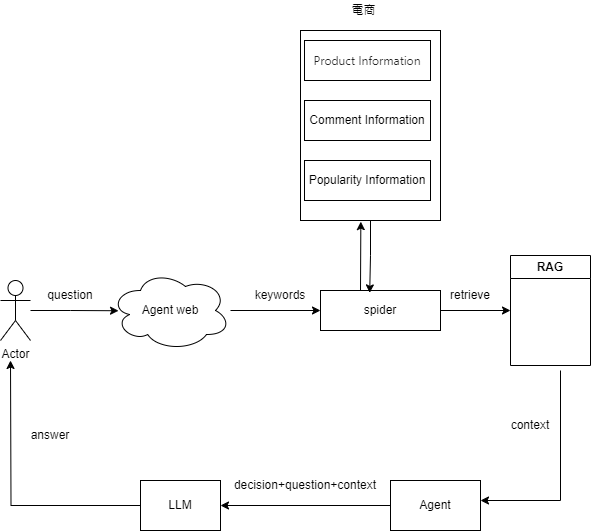 電商
Product Information
Comment Information
Popularity Information
RAG
question
Agent web
keywords
spider
retrieve
Actor
context
answer
decision+question+context
LLM
Agent